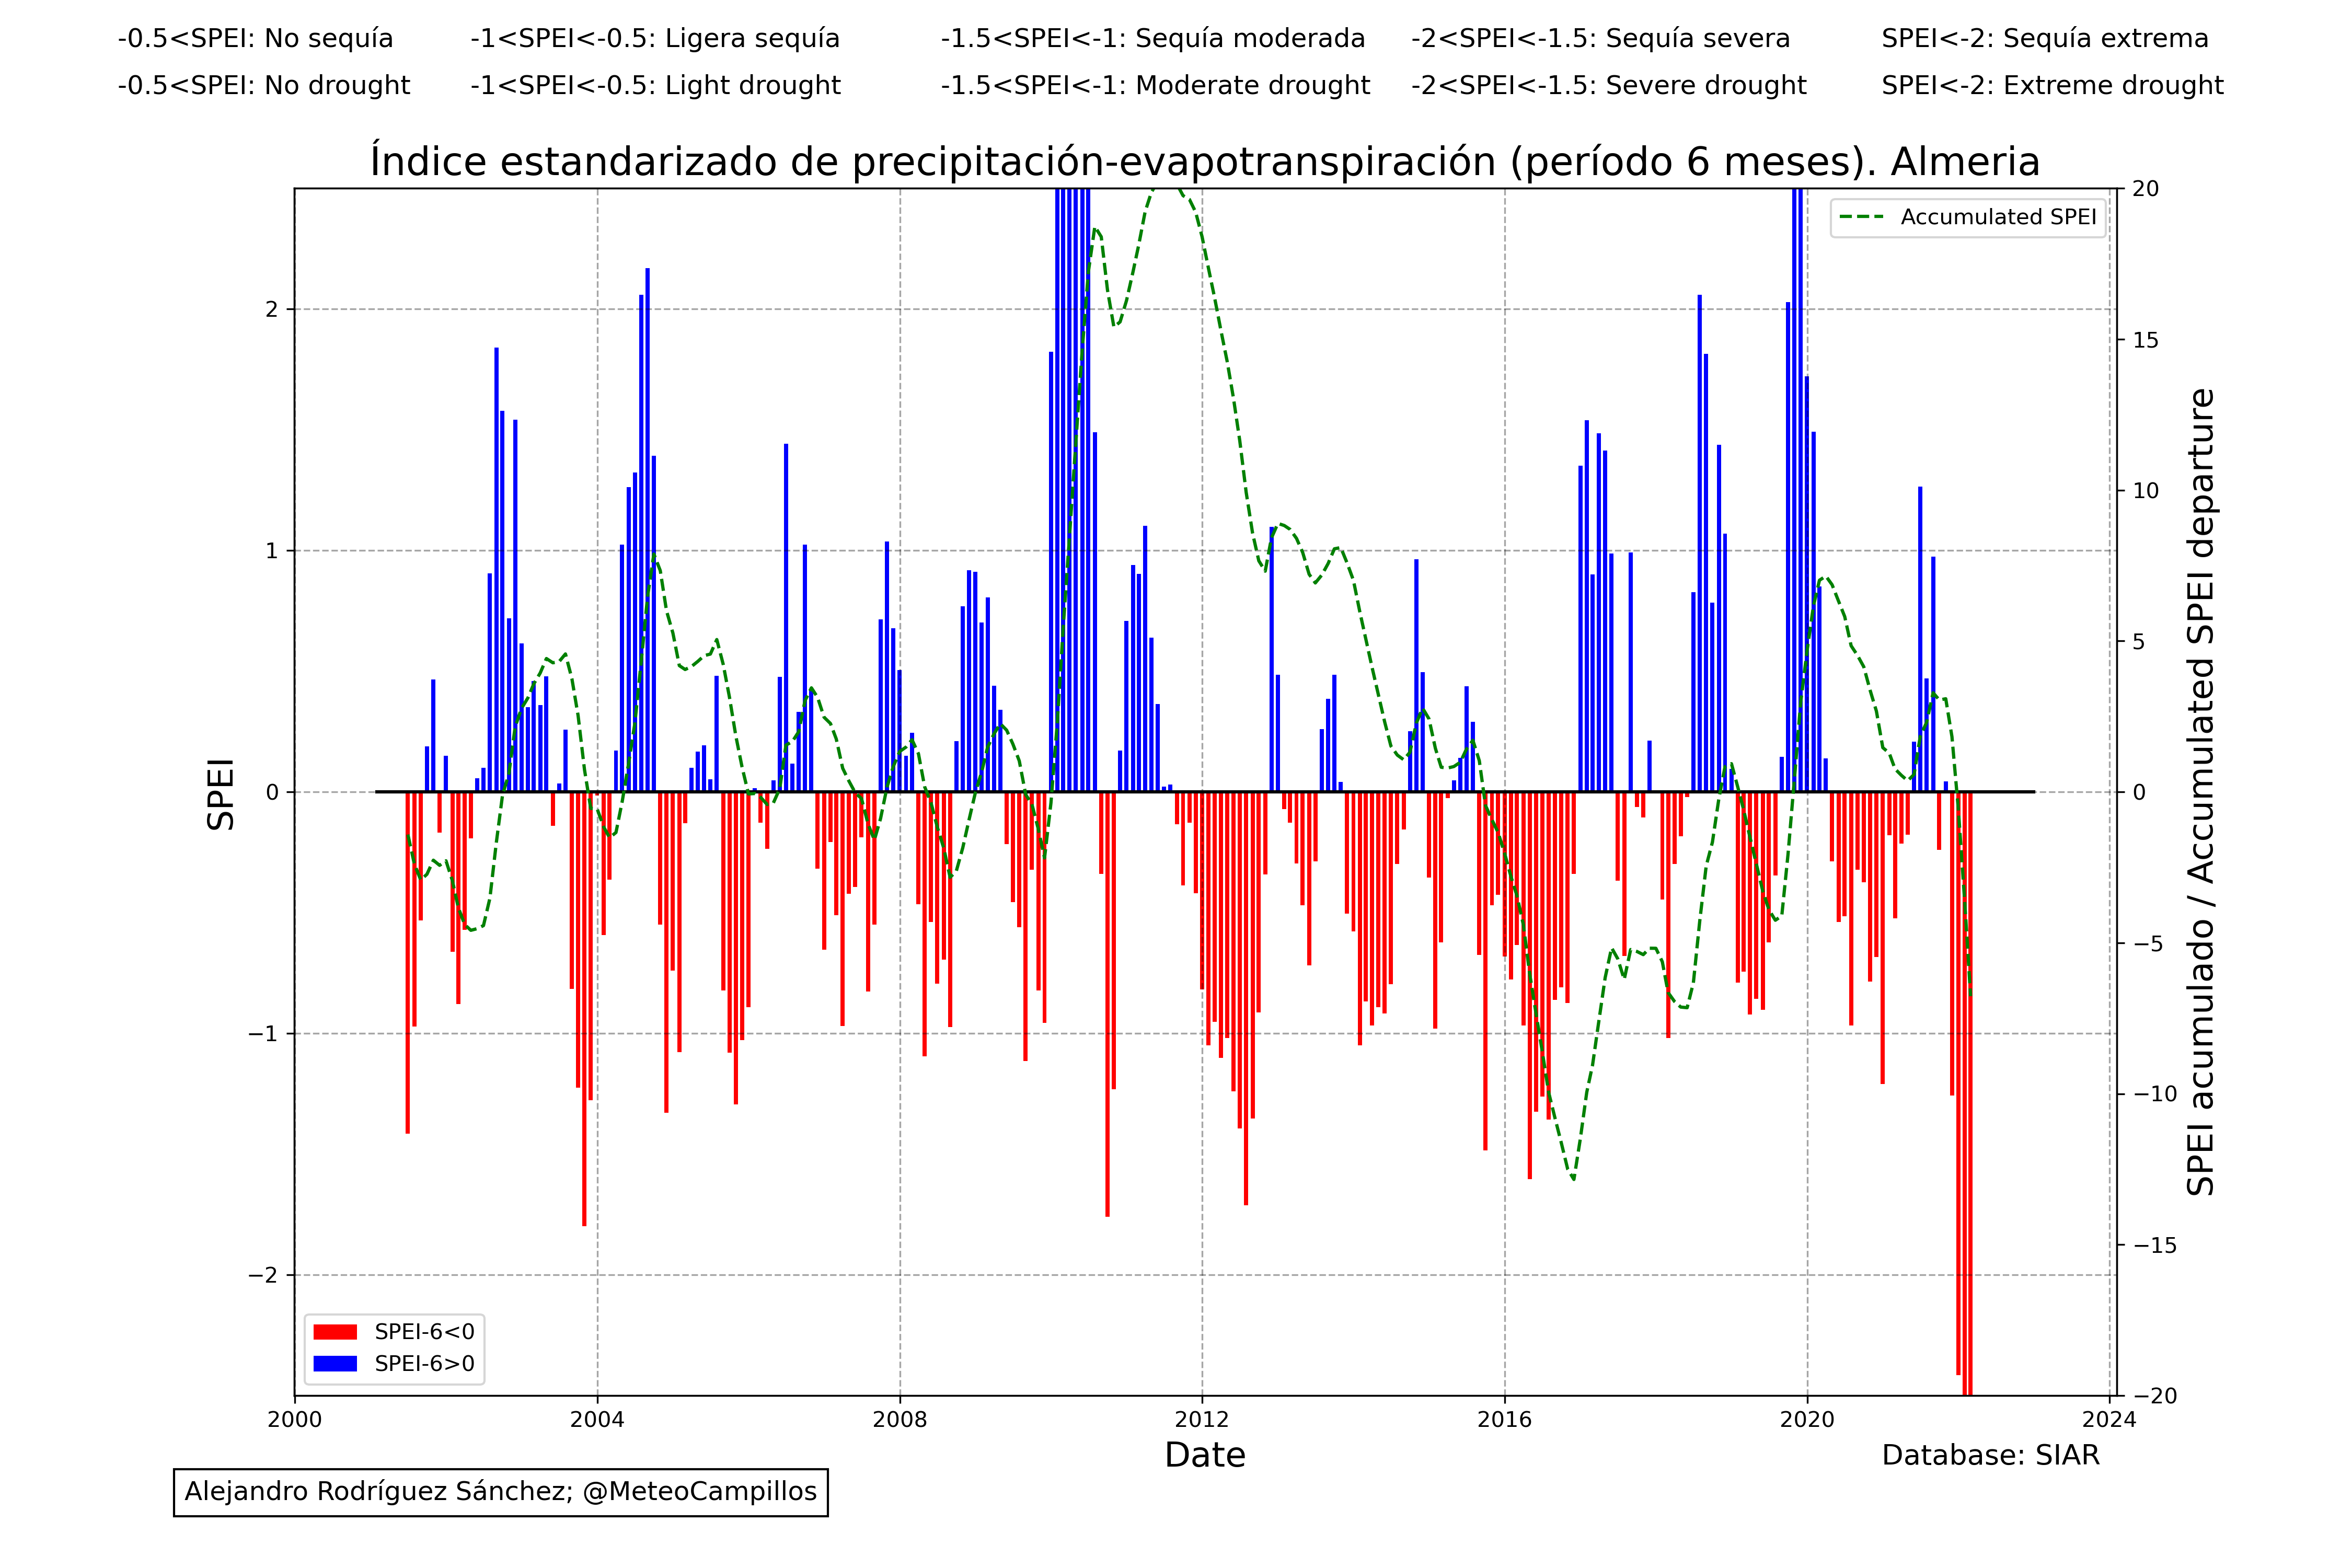 -0.5<SPEI: No sequía -1<SPEI<-0.5: Ligera sequía -1.5<SPEI<-1: Sequía moderada -2<SPEI<-1.5: Sequía severa SPEI<-2: Sequía extrema
-0.5<SPEI: No drought -1<SPEI<-0.5: Light drought -1.5<SPEI<-1: Moderate drought -2<SPEI<-1.5: Severe drought SPEI<-2: Extreme drought
Índice estandarizado de precipitación-evapotranspiración (período 6 meses). Almeria
Accumulated SPEI
SPEI
2
1
0
−1
−2
20
15
10
5
0
−5
−10
−15
−20
SPEI acumulado / Accumulated SPEI departure
SPEI-6<0
SPEI-6>0
2000 2004 2008 2012 2016 2020 2024
Date
Database: SIAR
Alejandro Rodríguez Sánchez; @MeteoCampillos